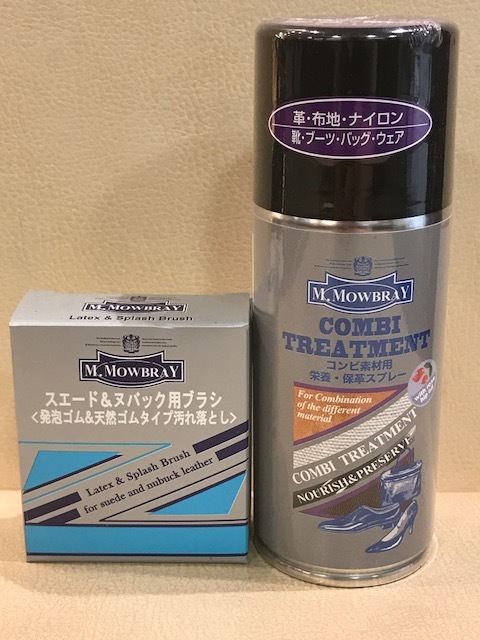 革・布地・ナイロン
靴・ブーツ・バッグ・ウェア
M. MOWBRAY
COMBI
TREATMENT
コンビ素材用
栄養・保革スプレー
For Combination
of the different
material
COMBI TREATMENT
NOURISH&PRESERVE
M. MOWBRAY
Latex & Splash Brush
M. MOWBRAY
スエード&ヌバック用ブラシ
<発泡ゴム&天然ゴムタイプ汚れ落とし>
Latex & Splash Brush
for suede and nubuck leather